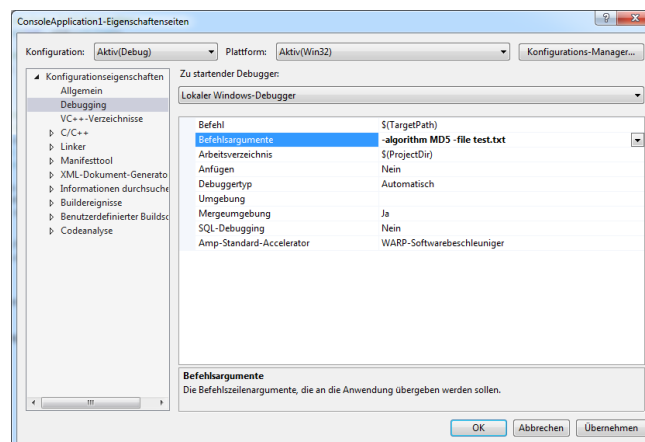 ConsoleApplication1-Eigenschaftenseiten
Konfiguration: Aktiv(Debug) Plattform: Aktiv(Win32) Konfigurations-Manager...
Konfigurationseigenschaften
Allgemein
Debugging
VC++-Verzeichnisse
C/C++
Linker
Manifesttool
XML-Dokument-Generato
Informationen durchsuche
Buildereignisse
Benutzerdefinierter Buildsc
Codeanalyse
Zu startender Debugger:
Lokaler Windows-Debugger
Befehl $(TargetPath)
Befehlsargumente -algorithm MD5 -file test.txt
Arbeitsverzeichnis $(ProjectDir)
Anfügen Nein
Debuggertyp Automatisch
Umgebung
Mergeumgebung Ja
SQL-Debugging Nein
Amp-Standard-Accelerator WARP-Softwarebeschleuniger
Befehlsargumente
Die Befehlszeilenargumente, die an die Anwendung übergeben werden sollen.
OK Abbrechen Übernehmen